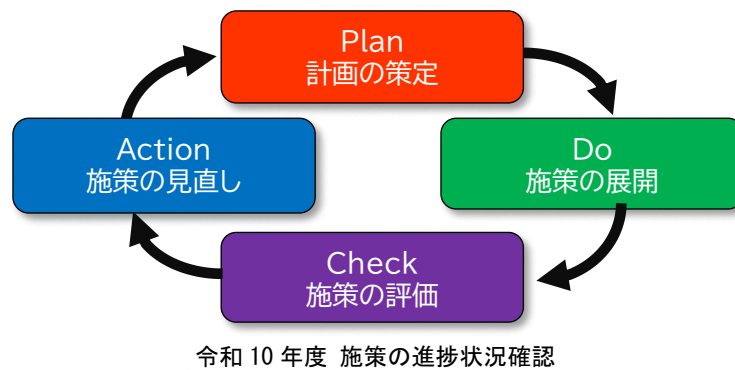 Plan
計画の策定
Action
施策の見直し
Do
施策の展開
Check
施策の評価
令和 10 年度 施策の進捗状況確認